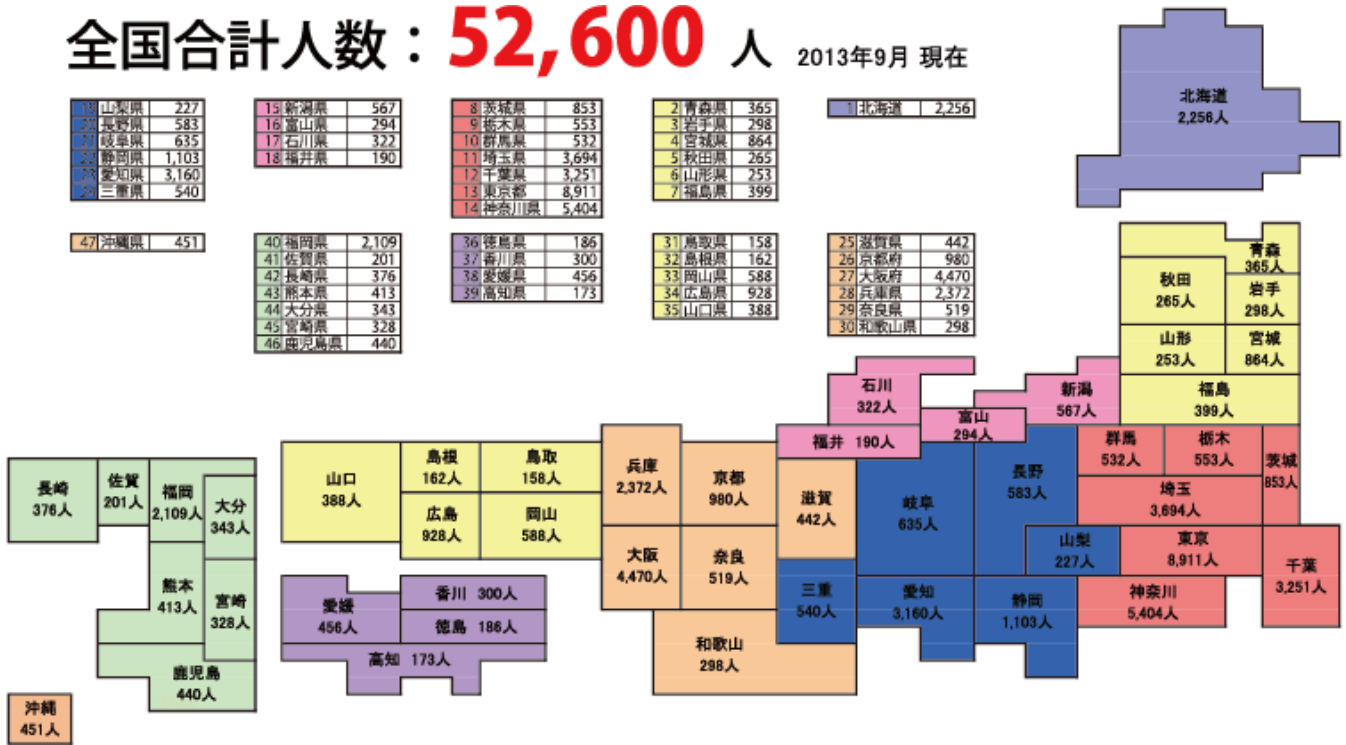 全国合計人数：52,600 人 2013年9月 現在
19 山梨県 227
20 長野県 583
21 岐阜県 635
22 静岡県 1,103
23 愛知県 3,160
24 三重県 540
15 新潟県 567
16 富山県 294
17 石川県 322
18 福井県 190
8 茨城県 853
9 栃木県 553
10 群馬県 532
11 埼玉県 3,694
12 千葉県 3,251
13 東京都 8,911
14 神奈川県 5,404
2 青森県 365
3 岩手県 298
4 宮城県 864
5 秋田県 265
6 山形県 253
7 福島県 399
1 北海道 2,256
47 沖縄県 451
40 福岡県 2,109
41 佐賀県 201
42 長崎県 376
43 熊本県 413
44 大分県 343
45 宮崎県 328
46 鹿児島県 440
36 徳島県 186
37 香川県 300
38 愛媛県 456
39 高知県 173
31 鳥取県 158
32 島根県 162
33 岡山県 588
34 広島県 928
35 山口県 388
25 滋賀県 442
26 京都府 980
27 大阪府 4,470
28 兵庫県 2,372
29 奈良県 519
30 和歌山県 298
北海道
2,256人
青森
365人
秋田
265人
岩手
298人
山形
253人
宮城
864人
福島
399人
石川
322人
新潟
567人
富山
294人
福井 190人
群馬
532人
栃木
553人
茨城
853人
埼玉
3,694人
東京
8,911人
千葉
3,251人
神奈川
5,404人
長野
583人
岐阜
635人
山梨
227人
三重
540人
愛知
3,160人
静岡
1,103人
兵庫
2,372人
京都
980人
滋賀
442人
大阪
4,470人
奈良
519人
和歌山
298人
山口
388人
島根
162人
鳥取
158人
広島
928人
岡山
588人
愛媛
456人
香川 300人
徳島 186人
高知 173人
長崎
376人
佐賀
201人
福岡
2,109人
大分
343人
熊本
413人
宮崎
328人
鹿児島
440人
沖縄
451人